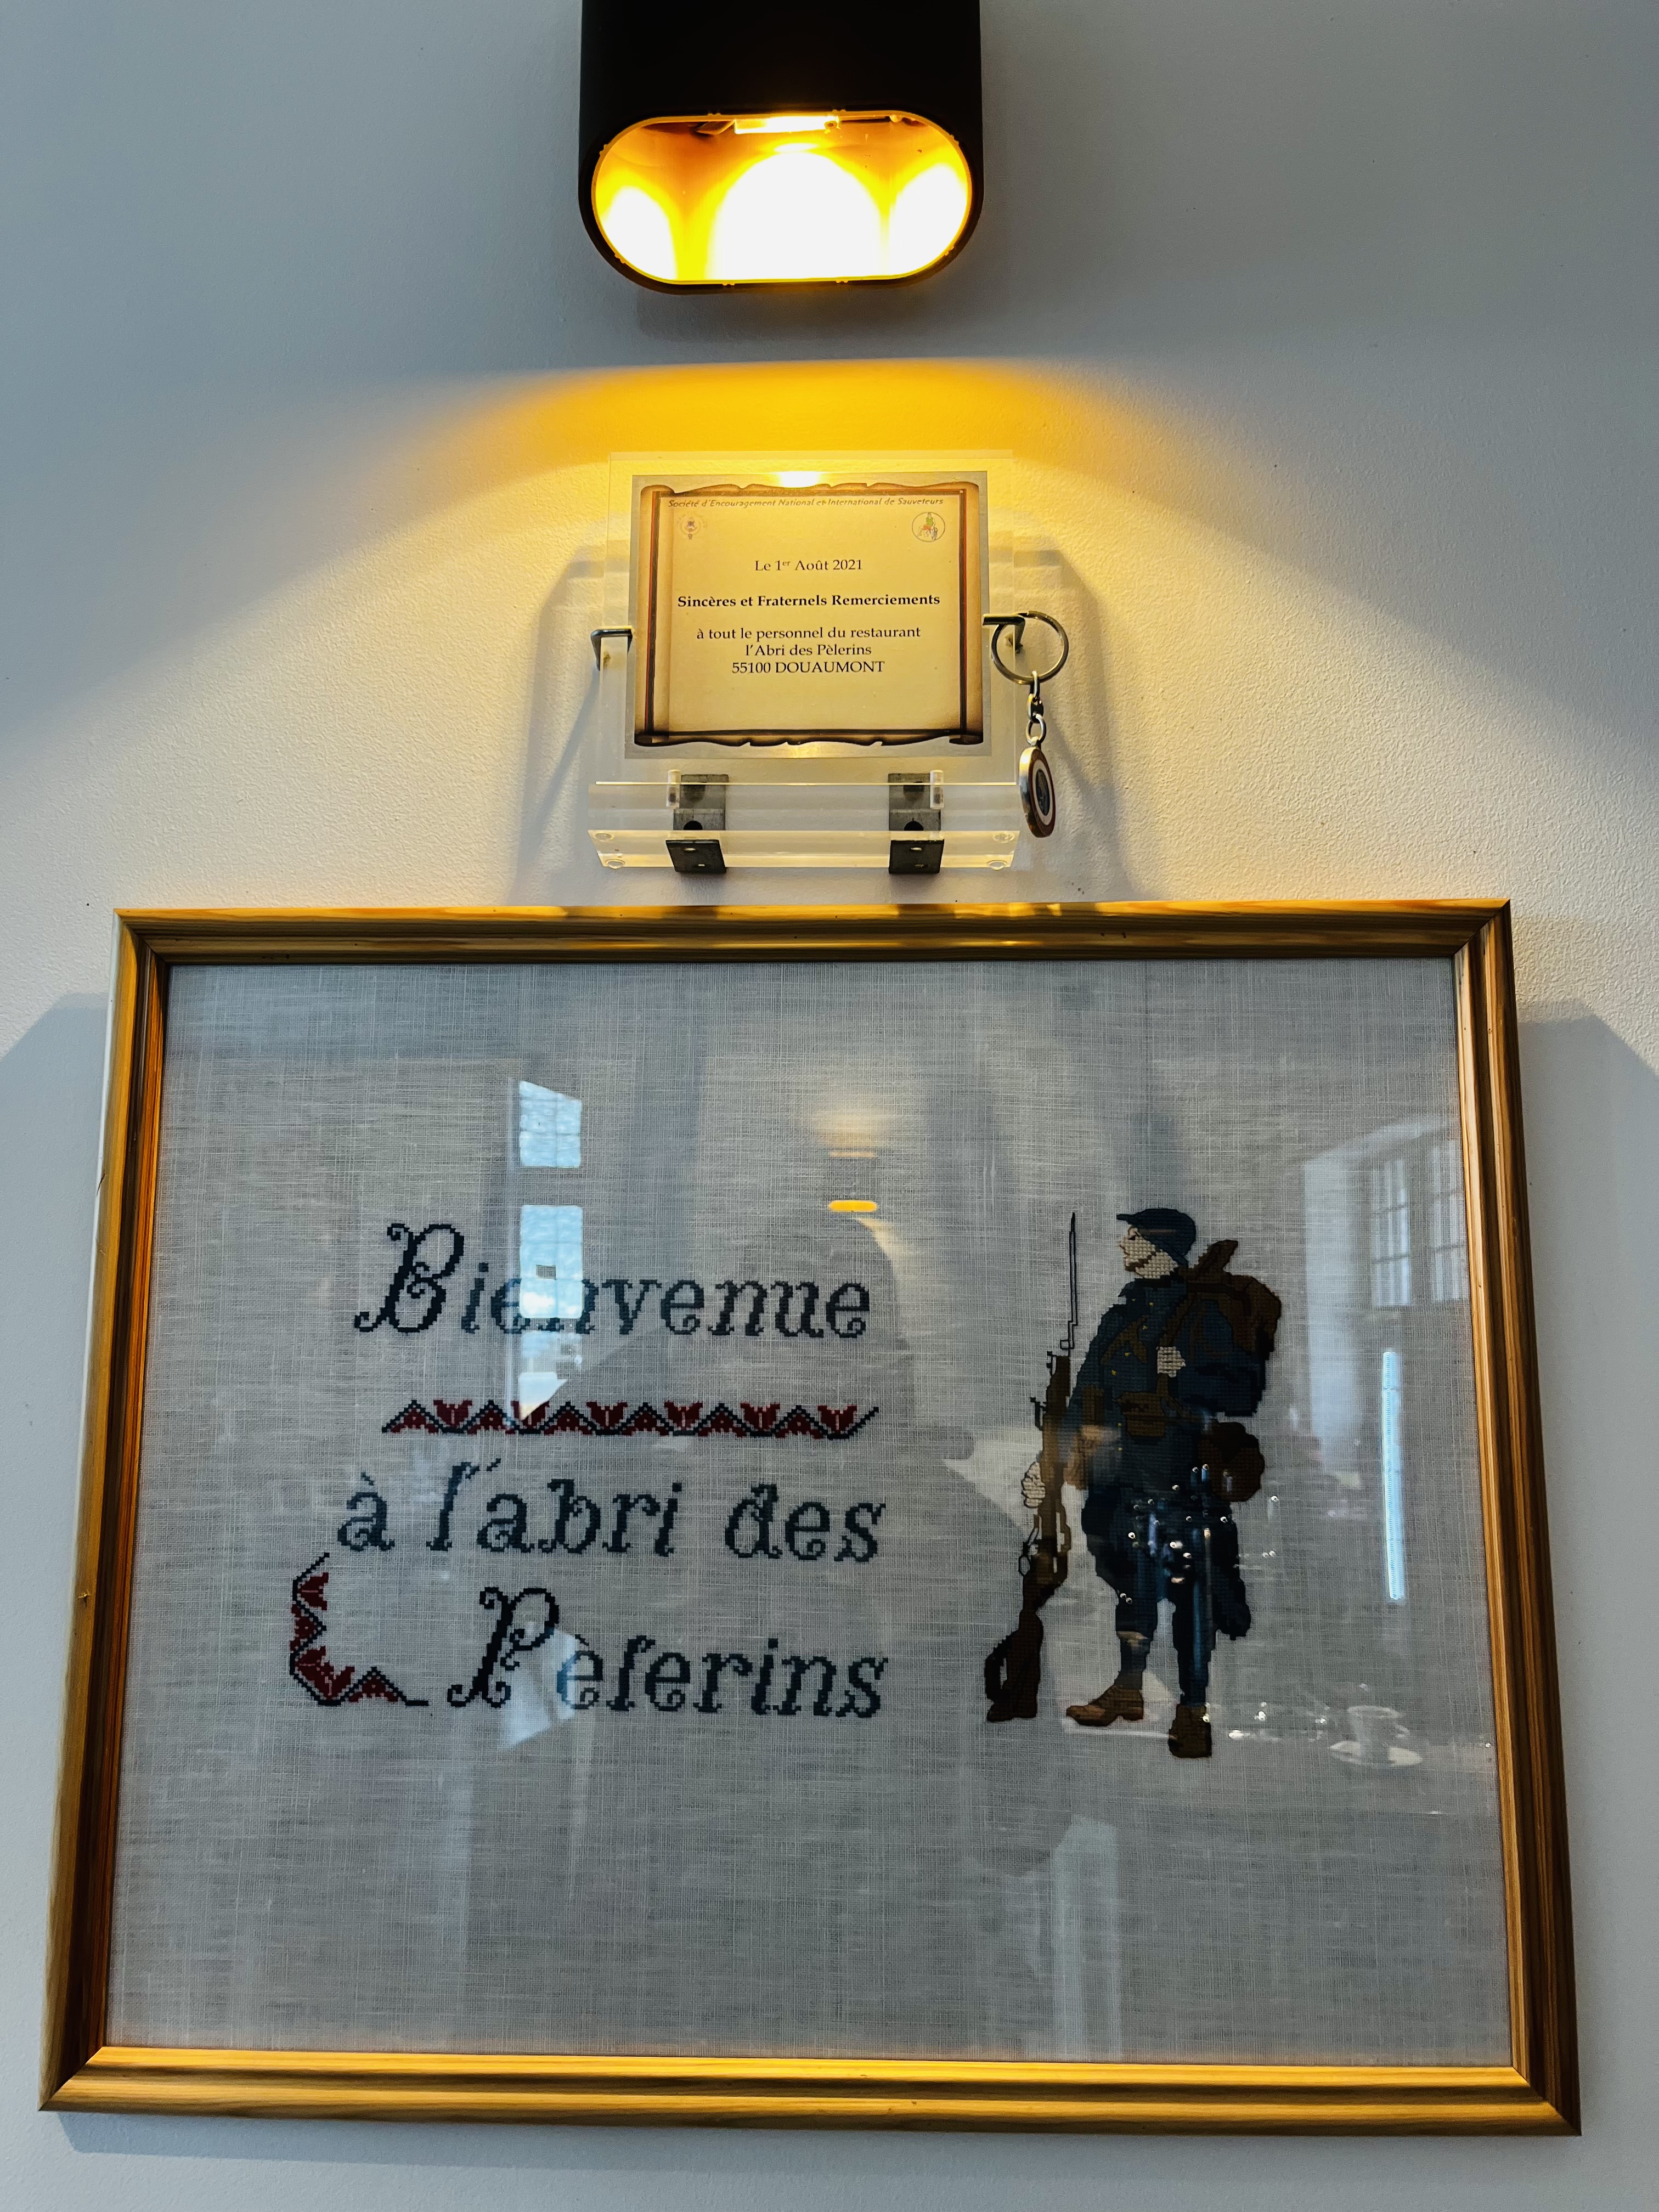 Société d'Encouragement National et International de Sauveteurs
Le 1er Août 2021
Sincères et Fraternels Remerciements
à tout le personnel du restaurant
l'Abri des Pèlerins
55100 DOUAUMONT
Bienvenue
à l'abri des
Pèlerins